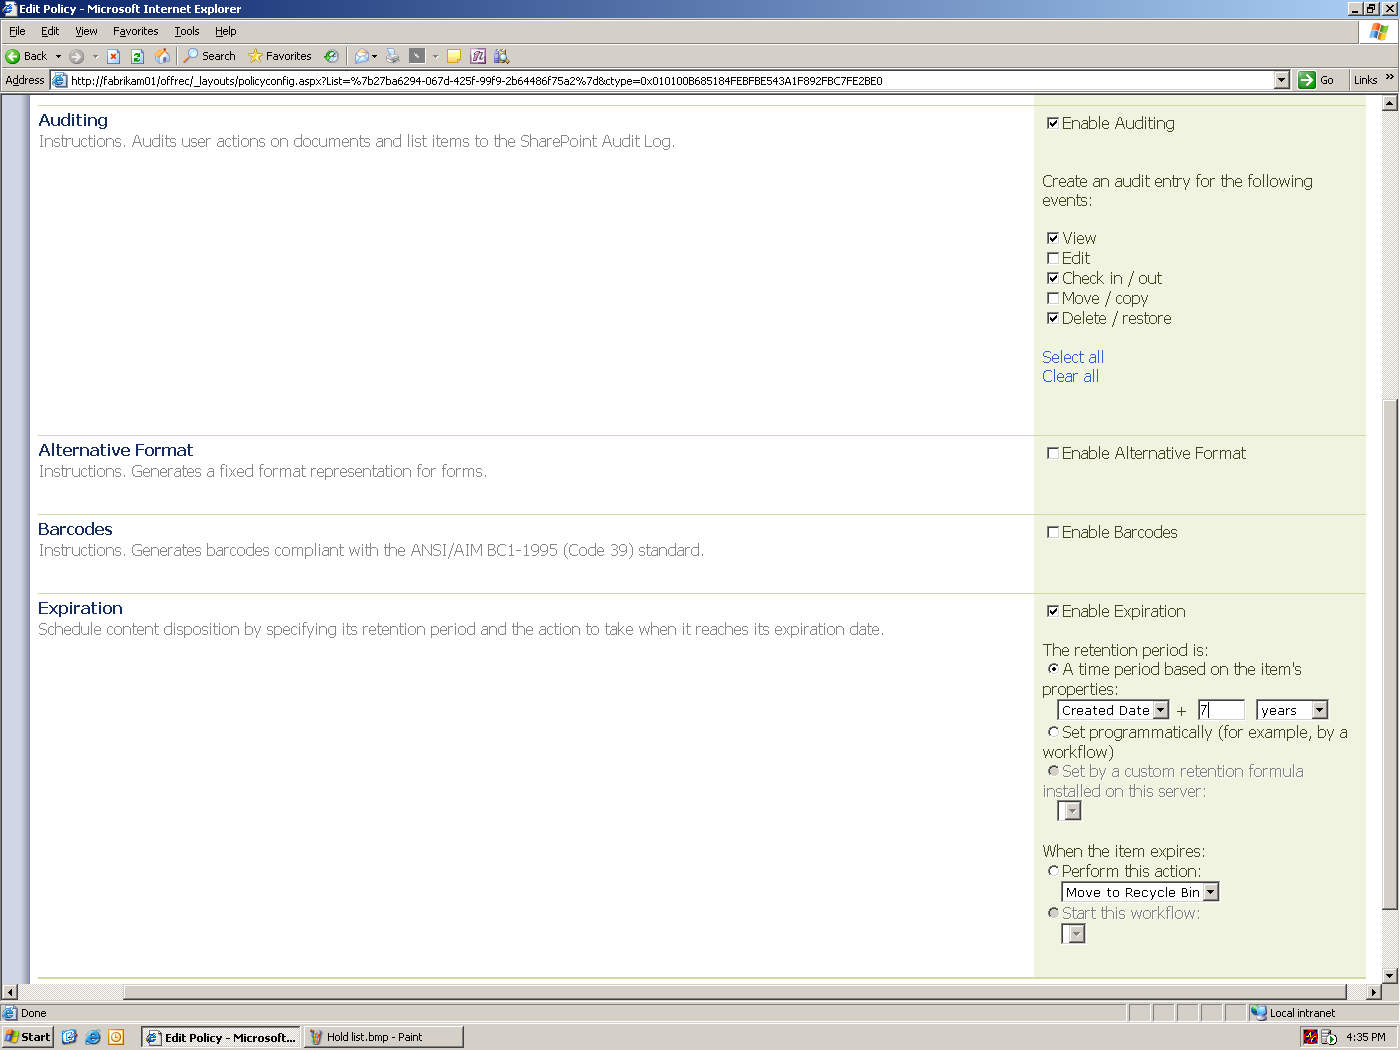 Edit Policy - Microsoft Internet Explorer
File Edit View Favorites Tools Help
Back Search Favorites
Address http://fabrikam01/offrec/_layouts/policyconfig.aspx?List=%7b27ba6294-067d-425f-99f9-2b64486f75a2%7d&ctype=0x010100B685184FEBFBE543A1F892FBC7FE2BE0 Go Links »
Auditing
Instructions. Audits user actions on documents and list items to the SharePoint Audit Log.
Enable Auditing
Create an audit entry for the following
events:
View
Edit
Check in / out
Move / copy
Delete / restore
Select all
Clear all
Alternative Format
Instructions. Generates a fixed format representation for forms.
Enable Alternative Format
Barcodes
Instructions. Generates barcodes compliant with the ANSI/AIM BC1-1995 (Code 39) standard.
Enable Barcodes
Expiration
Schedule content disposition by specifying its retention period and the action to take when it reaches its expiration date.
Enable Expiration
The retention period is:
A time period based on the item's
properties:
Created Date + 7 years
Set programmatically (for example, by a
workflow)
Set by a custom retention formula
installed on this server:
When the item expires:
Perform this action:
Move to Recycle Bin
Start this workflow:
Done Local intranet
Start Edit Policy - Microsoft... Hold list.bmp - Paint 4:35 PM